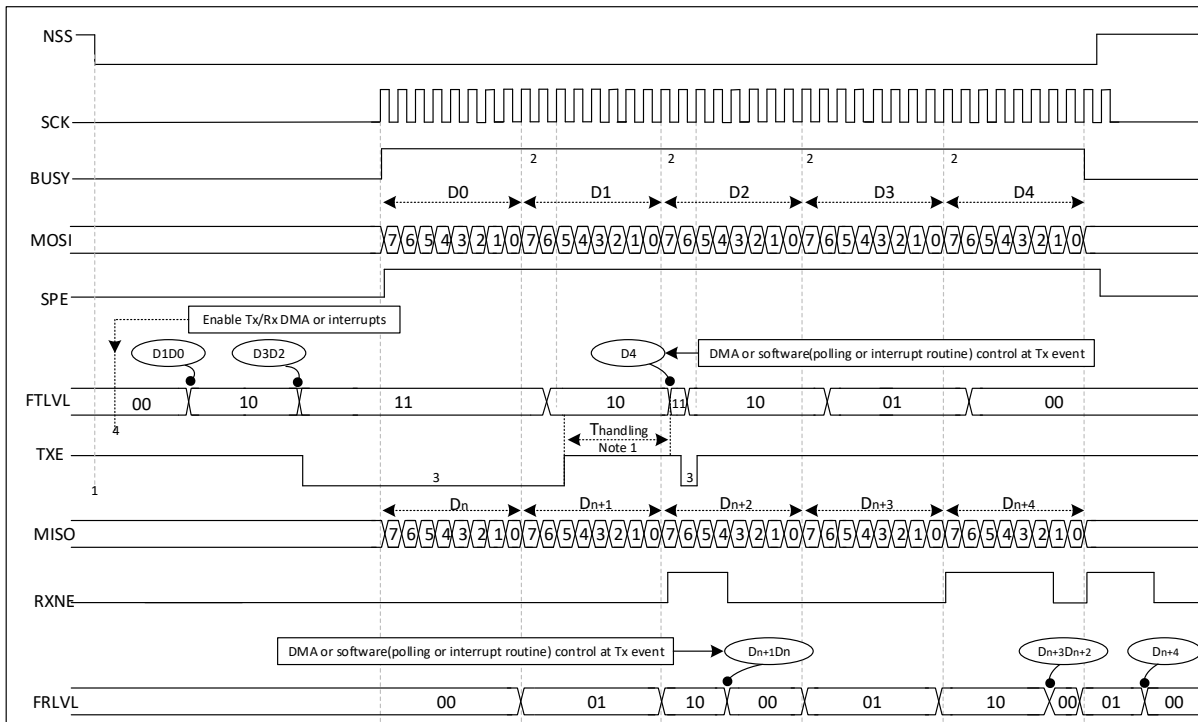 NSS
SCK
BUSY 2 2 2 2
D0 D1 D2 D3 D4
MOSI 7 6 5 4 3 2 1 0 7 6 5 4 3 2 1 0 7 6 5 4 3 2 1 0 7 6 5 4 3 2 1 0 7 6 5 4 3 2 1 0
SPE
Enable Tx/Rx DMA or interrupts
D1D0 D3D2 D4 DMA or software(polling or interrupt routine) control at Tx event
FTLVL 00 10 11 10 11 10 01 00
4
Thandling
Note 1
TXE 3 3
1
Dn Dn+1 Dn+2 Dn+3 Dn+4
MISO 7 6 5 4 3 2 1 0 7 6 5 4 3 2 1 0 7 6 5 4 3 2 1 0 7 6 5 4 3 2 1 0 7 6 5 4 3 2 1 0
RXNE
DMA or software(polling or interrupt routine) control at Tx event Dn+1Dn Dn+3Dn+2 Dn+4
FRLVL 00 01 10 00 01 10 00 01 00